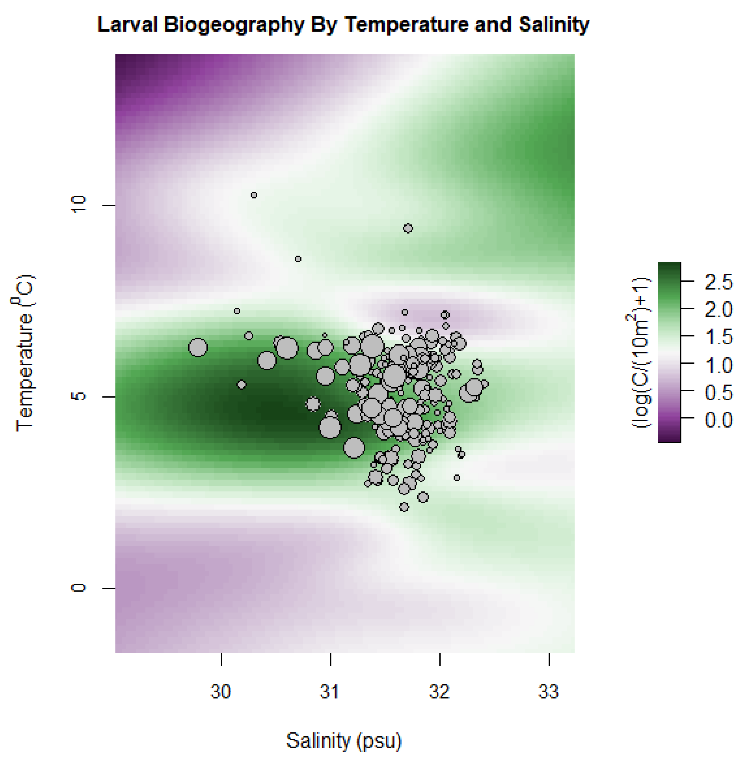 Larval Biogeography By Temperature and Salinity
Temperature (⁰C)
10
5
0
30 31 32 33
Salinity (psu)
(log(C/(10m²)+1)
2.5
2.0
1.5
1.0
0.5
0.0